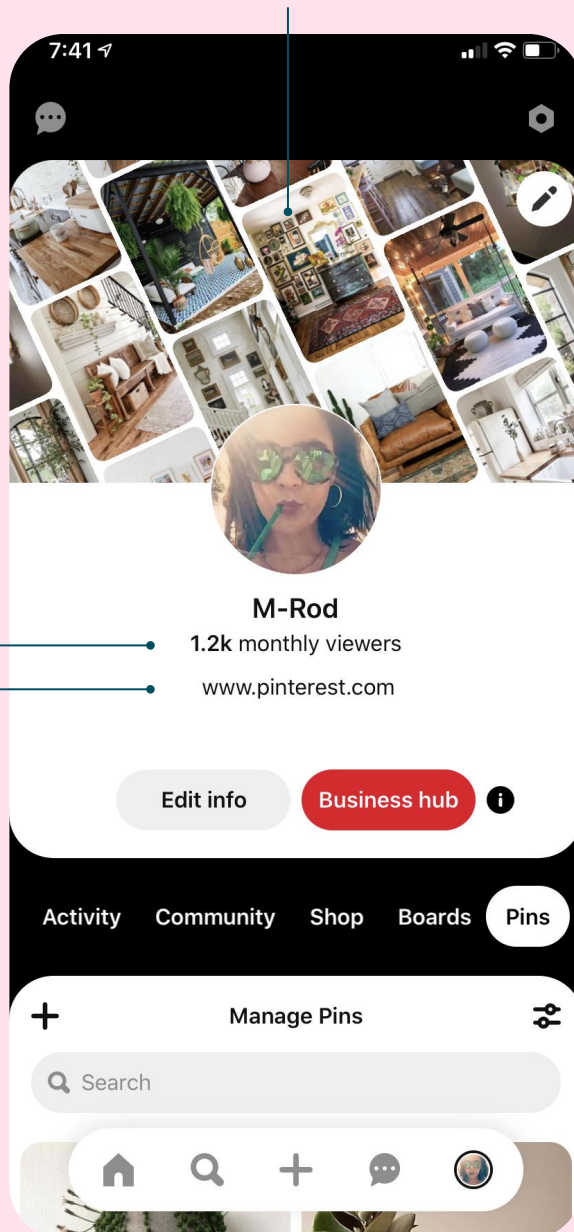 7:41
M-Rod
1.2k monthly viewers
www.pinterest.com
Edit info Business hub
Activity Community Shop Boards Pins
Manage Pins
Search